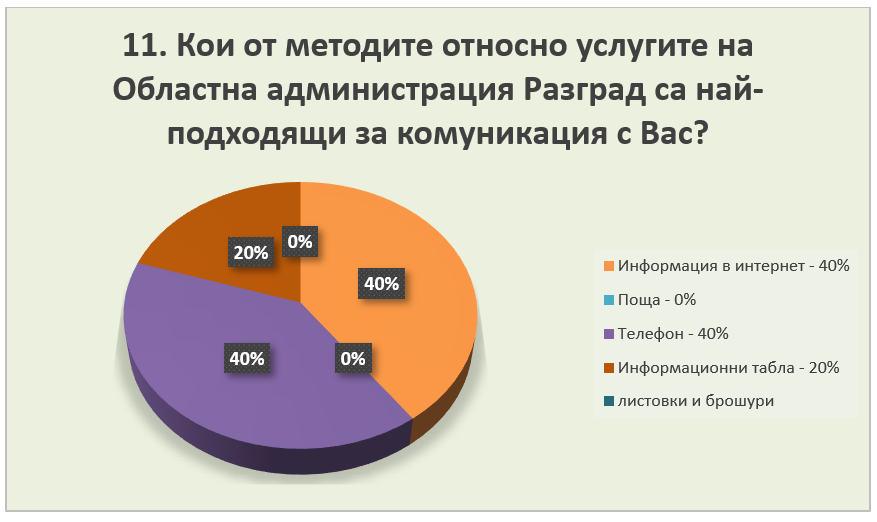 11. Кои от методите относно услугите на
Областна администрация Разград са най-
подходящи за комуникация с Вас?
0%
20%
40%
40%
0%
Информация в интернет - 40%
Поща - 0%
Телефон - 40%
Информационни табла - 20%
листовки и брошури